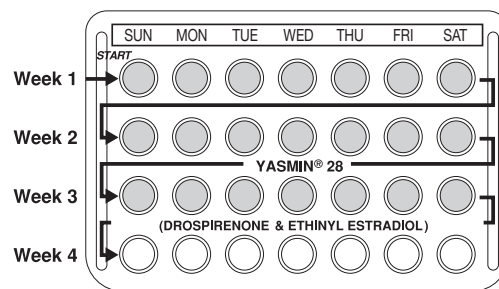 SUN MON TUE WED THU FRI SAT
START
Week 1
Week 2
YASMIN® 28
Week 3
(DROSPIRENONE & ETHINYL ESTRADIOL)
Week 4